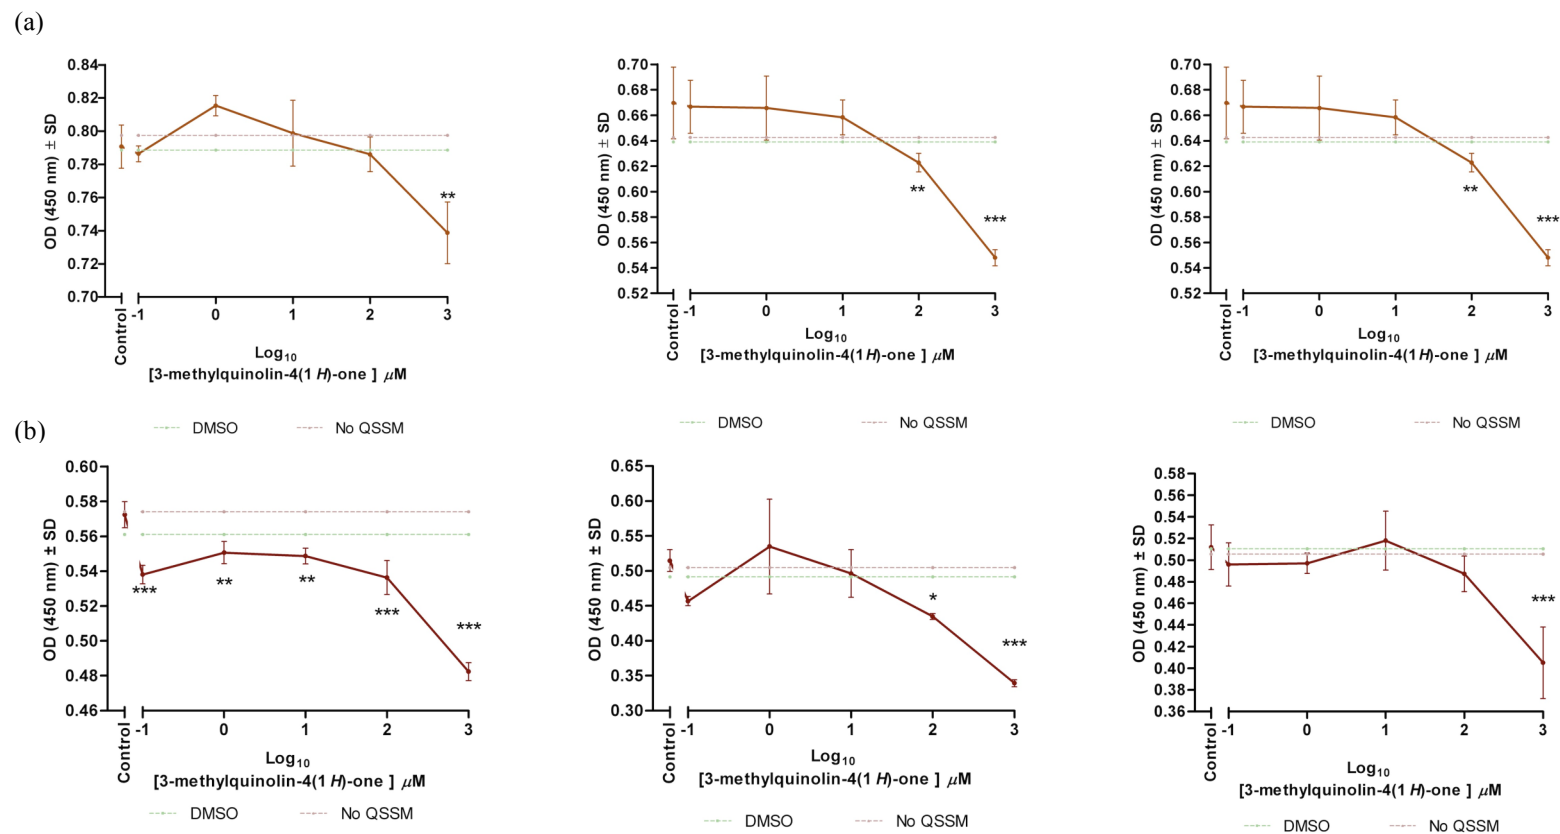 (a)
OD (450 nm) ± SD
0.84
0.82
0.80
0.78
0.76
0.74
0.72
0.70
**
Control
-1 0 1 2 3
Log10
[3-methylquinolin-4(1 H)-one ] μM
DMSO No QSSM
OD (450 nm) ± SD
0.70
0.68
0.66
0.64
0.62
0.60
0.58
0.56
0.54
0.52
**
***
Control
-1 0 1 2 3
Log10
[3-methylquinolin-4(1 H)-one ] μM
DMSO No QSSM
OD (450 nm) ± SD
0.70
0.68
0.66
0.64
0.62
0.60
0.58
0.56
0.54
0.52
**
***
Control
-1 0 1 2 3
Log10
[3-methylquinolin-4(1 H)-one ] μM
DMSO No QSSM
(b)
OD (450 nm) ± SD
0.60
0.58
0.56
0.54
0.52
0.50
0.48
0.46
***
**
**
***
***
Control
-1 0 1 2 3
Log10
[3-methylquinolin-4(1 H)-one ] μM
DMSO No QSSM
OD (450 nm) ± SD
0.65
0.60
0.55
0.50
0.45
0.40
0.35
0.30
*
***
Control
-1 0 1 2 3
Log10
[3-methylquinolin-4(1 H)-one ] μM
DMSO No QSSM
OD (450 nm) ± SD
0.58
0.56
0.54
0.52
0.50
0.48
0.46
0.44
0.42
0.40
0.38
0.36
***
Control
-1 0 1 2 3
Log10
[3-methylquinolin-4(1 H)-one ] μM
DMSO No QSSM